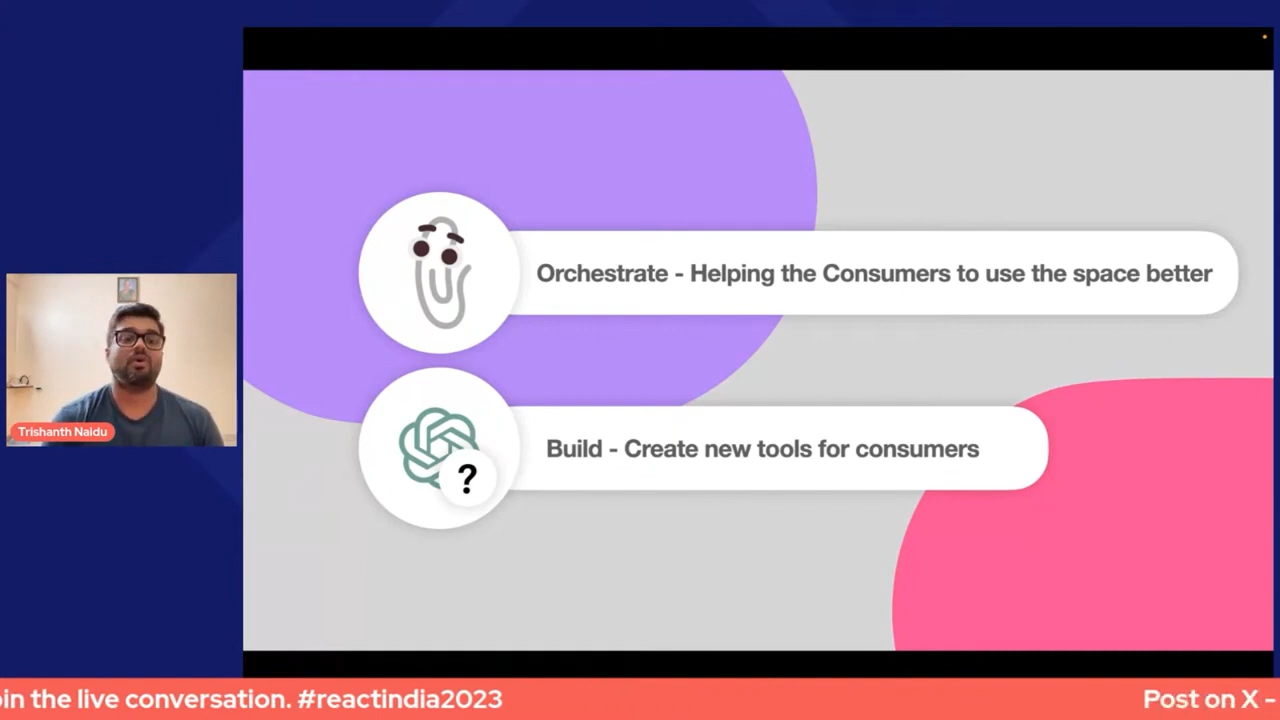 Orchestrate - Helping the Consumers to use the space better
Build - Create new tools for consumers
?
Trishanth Naidu
in the live conversation. #reactindia2023
Post on X -